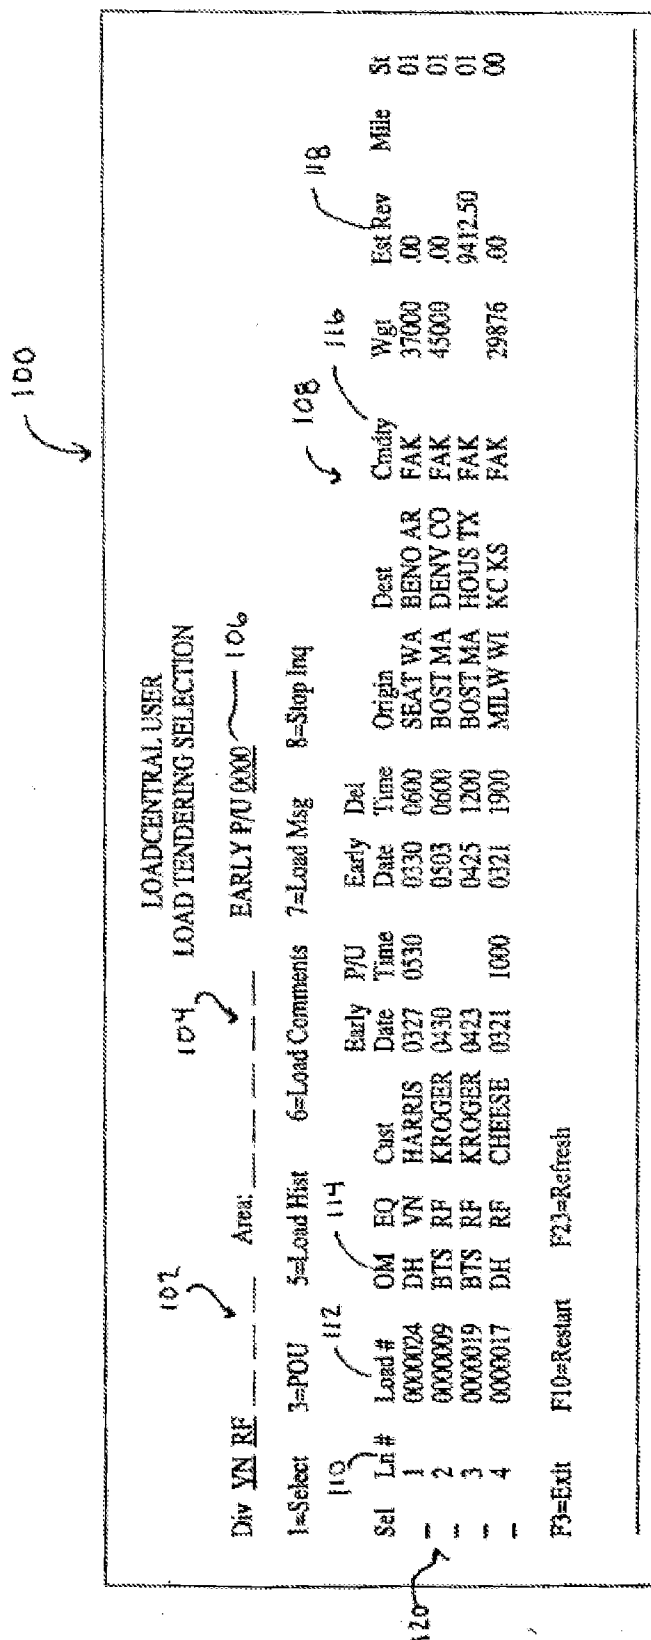 100
LOADCENTRAL USER
LOAD TENDERING SELECTION
102
104
106
Div VN RF Area: EARLY P/U 0000
1=Select 3=POU 5=Load Hist 6=Load Comments 7=Load Msg 8=Stop Inq
110 112 114 108 116 118
Early P/U Early Del
Sel Ln # Load # OM EQ Cust Date Time Date Time Origin Dest Cmdty Wgt Est Rev Mile St
1 0000024 DH VN HARRIS 0327 0530 0330 0600 SEAT WA BENO AR FAK 37000 .00 01
2 0000009 BTS RF KROGER 0430 0503 0600 BOST MA DENV CO FAK 45000 .00 01
3 0000019 BTS RF KROGER 0423 0425 1200 BOST MA HOUS TX FAK 9412.50 01
4 0000017 DH RF CHEESE 0321 1000 0321 1900 MILW WI KC KS FAK 29876 .00 00
120
F3=Exit F10=Restart F23=Refresh